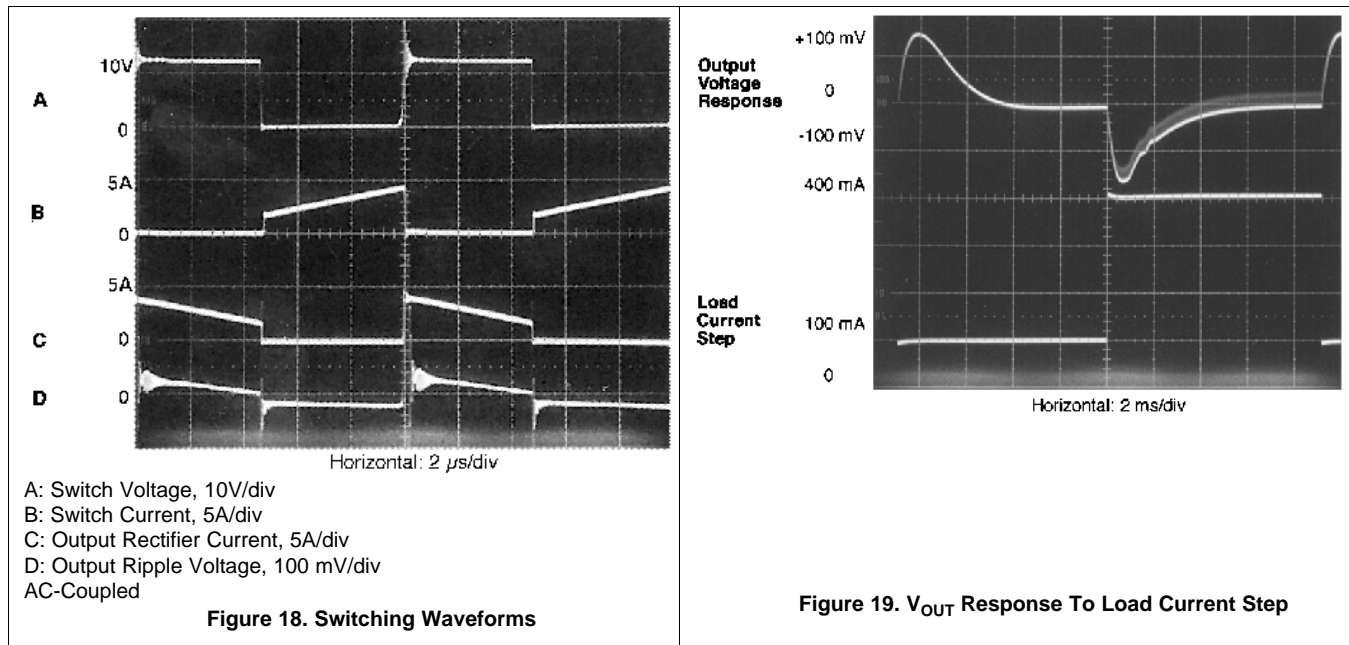 10V
A
0
5A
B
0
5A
C
0
D
0
Horizontal: 2 µs/div
A: Switch Voltage, 10V/div
B: Switch Current, 5A/div
C: Output Rectifier Current, 5A/div
D: Output Ripple Voltage, 100 mV/div
AC-Coupled
Figure 18. Switching Waveforms
+100 mV
Output
Voltage
Response
0
-100 mV
400 mA
Load
Current
Step
100 mA
0
Horizontal: 2 ms/div
Figure 19. VOUT Response To Load Current Step